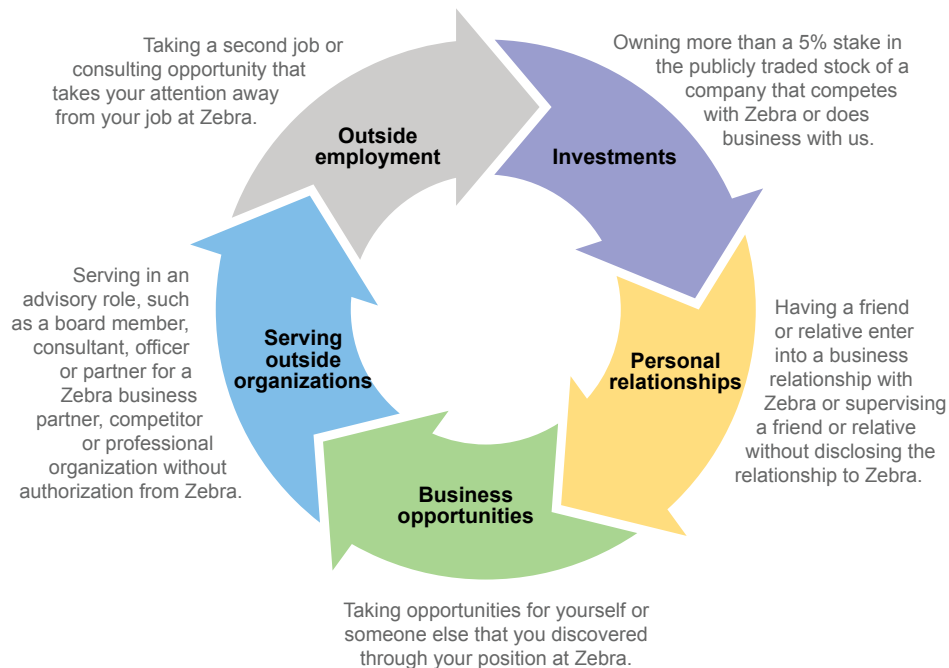 Taking a second job or
consulting opportunity that
takes your attention away
from your job at Zebra.
Outside
employment
Owning more than a 5% stake in
the publicly traded stock of a
company that competes
with Zebra or does
business with us.
Investments
Having a friend
or relative enter
into a business
relationship with
Zebra or supervising
a friend or relative
without disclosing the
relationship to Zebra.
Personal
relationships
Business
opportunities
Taking opportunities for yourself or
someone else that you discovered
through your position at Zebra.
Serving in an
advisory role, such
as a board member,
consultant, officer
or partner for a
Zebra business
partner, competitor
or professional
organization without
authorization from Zebra.
Serving
outside
organizations